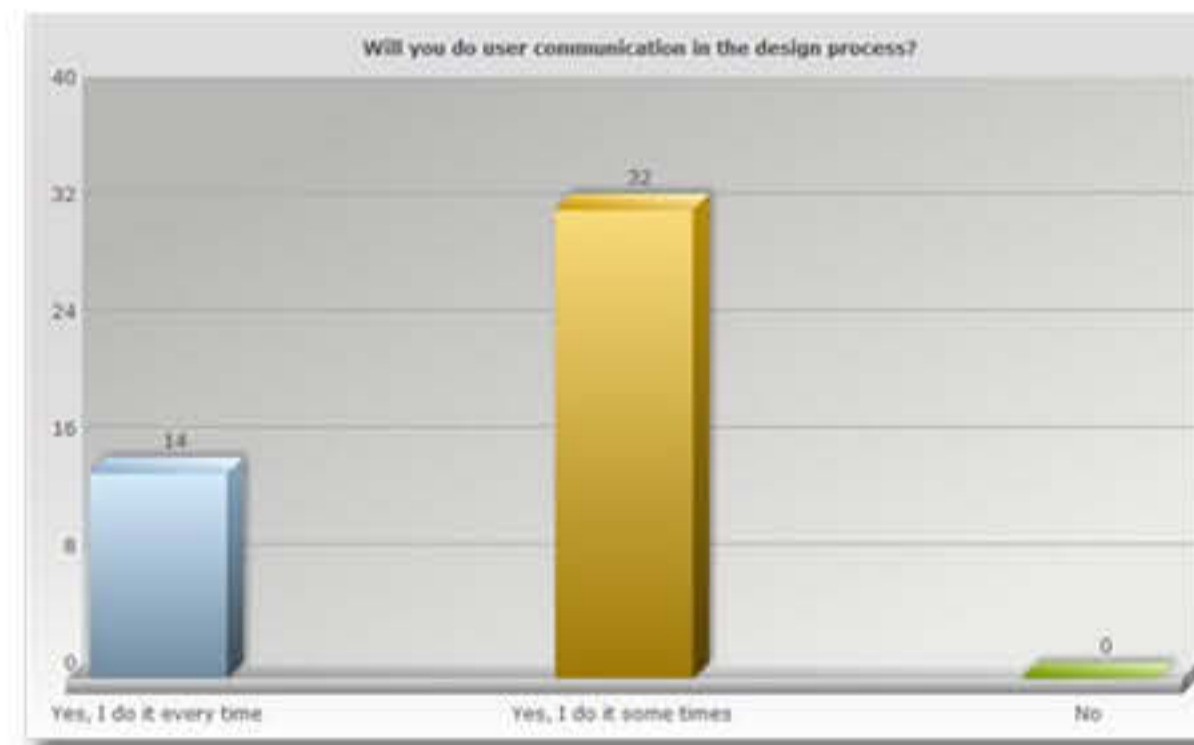 Will you do user communication in the design process?
40
32
32
24
16
14
8
0
0
Yes, I do it every time
Yes, I do it some times
No